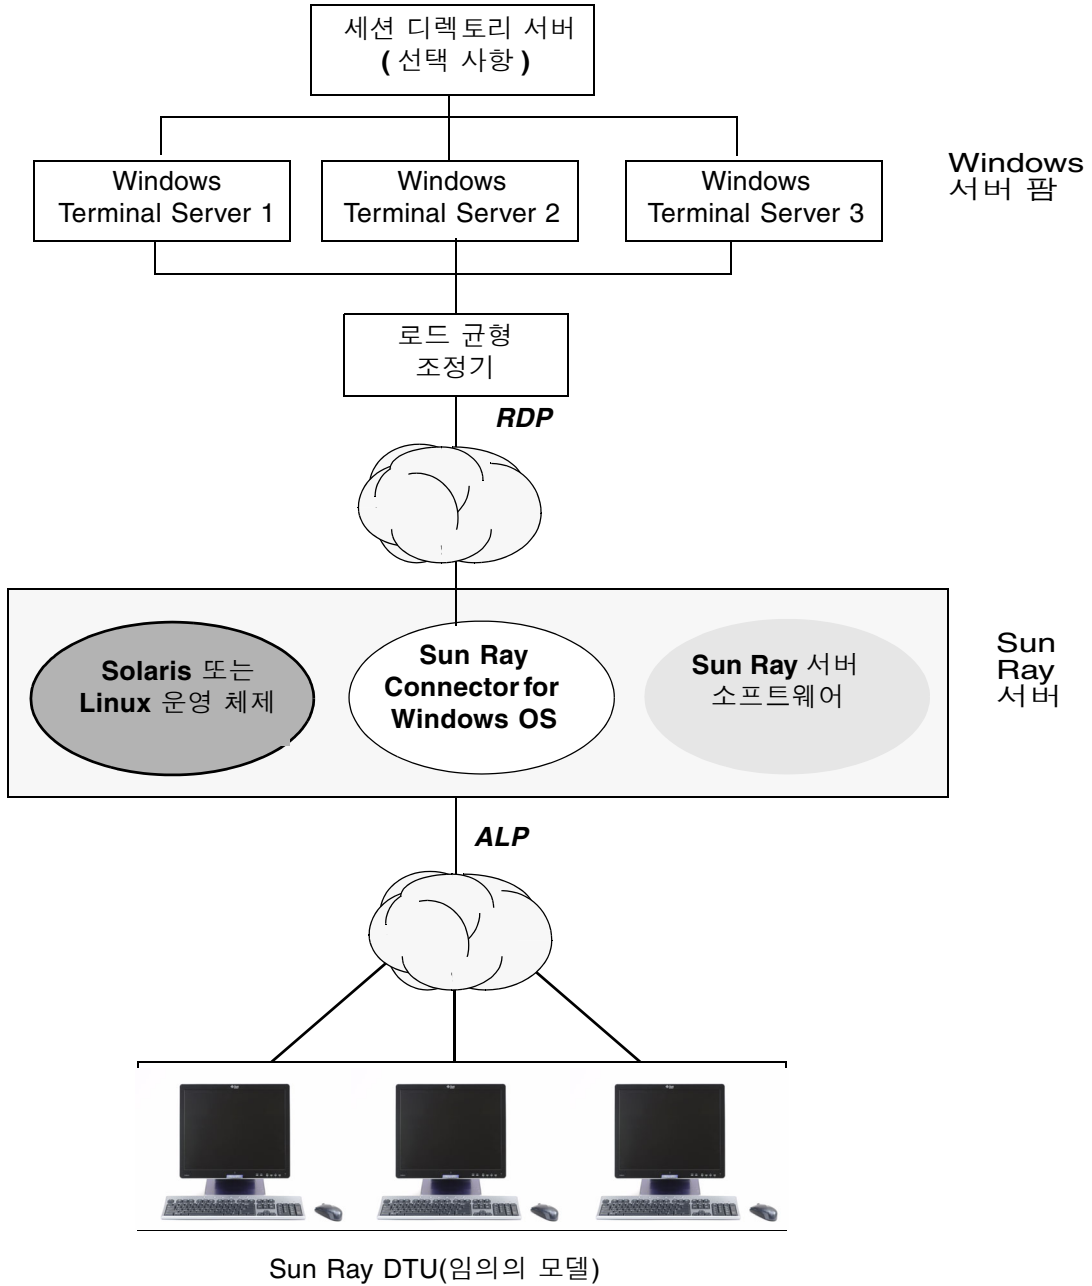 세션 디렉토리 서버
( 선택 사항 )
Windows
Terminal Server 1
Windows
Terminal Server 2
Windows
Terminal Server 3
Windows
서버 팜
로드 균형
조정기
RDP
Solaris 또는
Linux 운영 체제
Sun Ray
Connector for
Windows OS
Sun Ray 서버
소프트웨어
Sun
Ray
서버
ALP
Sun Ray DTU(임의의 모델)